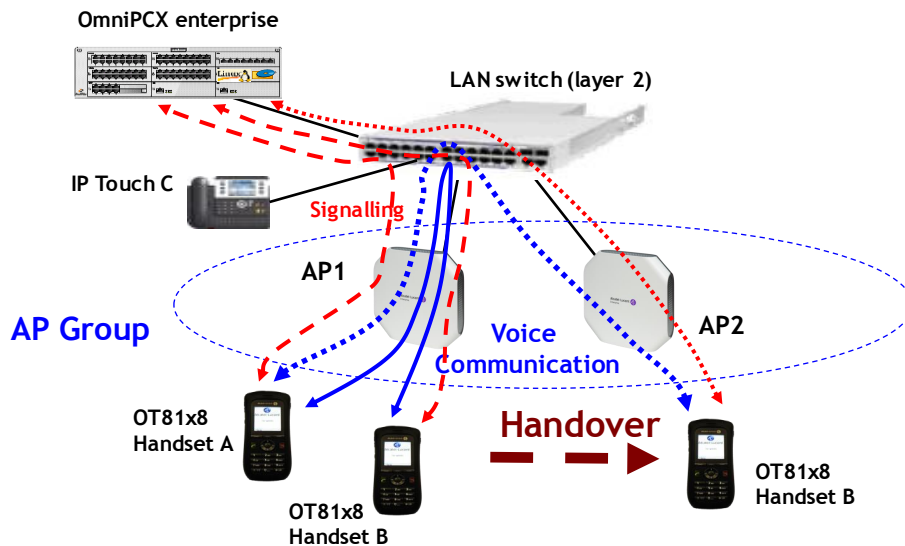 OmniPCX enterprise
LAN switch (layer 2)
Linux
IP Touch C
Signalling
AP1
AP Group
Voice
Communication
AP2
OT81x8
Handset A
Handover
OT81x8
Handset B
OT81x8
Handset B